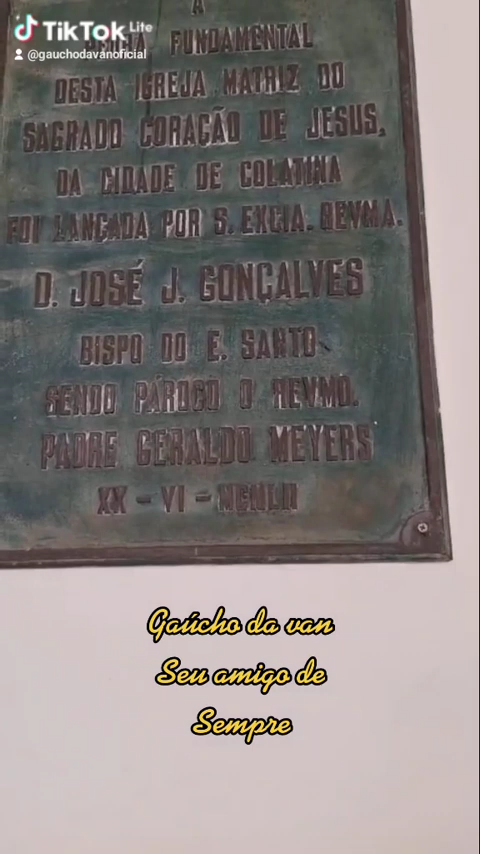 TikTok Lite
@gauchodavanoficial
A
FUNDAMENTAL
DESTA IGREJA MATRIZ DO
SAGRADO CORAÇÃO DE JESUS,
DA CIDADE DE COLATINA
FOI LANÇADA POR S. EXCIA. REVMA.
D. JOSÉ J. GONÇALVES
BISPO DO E. SANTO
SENDO PÁROCO O REVMO.
PADRE GERALDO MEYERS
XX - VI - MCMLII
Gaúcho da van
Seu amigo de
Sempre